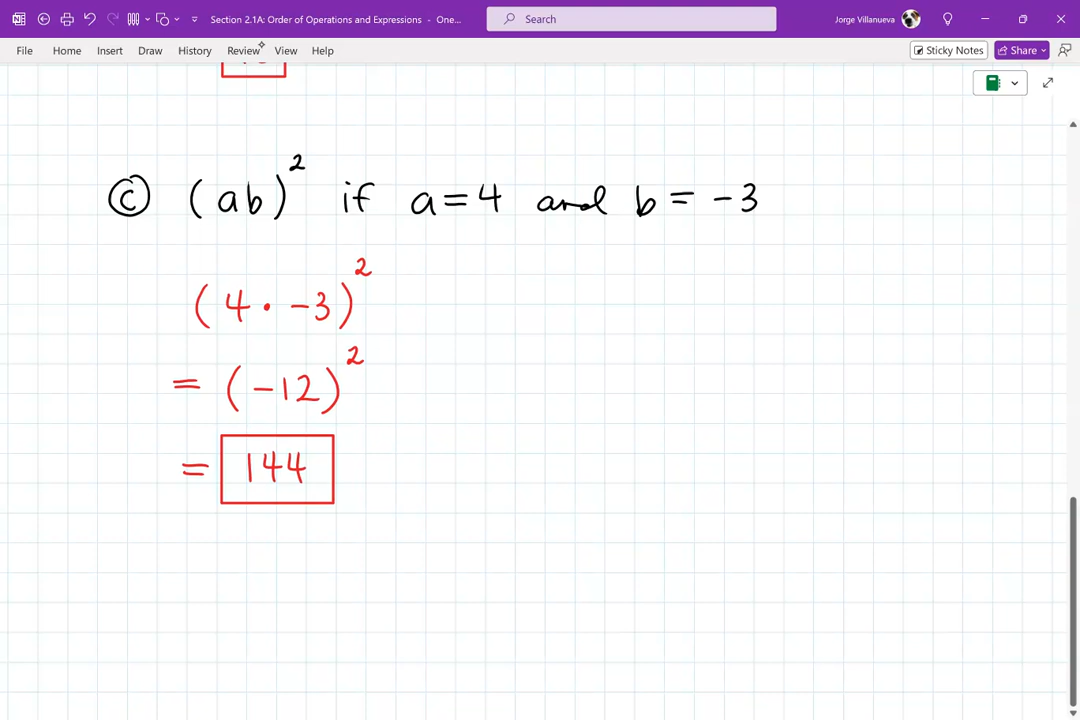 Section 2.1A: Order of Operations and Expressions - One...
Search
Jorge Villanueva
File Home Insert Draw History Review View Help
Sticky Notes
Share
© (ab)² if a = 4 and b = -3
(4 · -3)²
= (-12)²
= 144